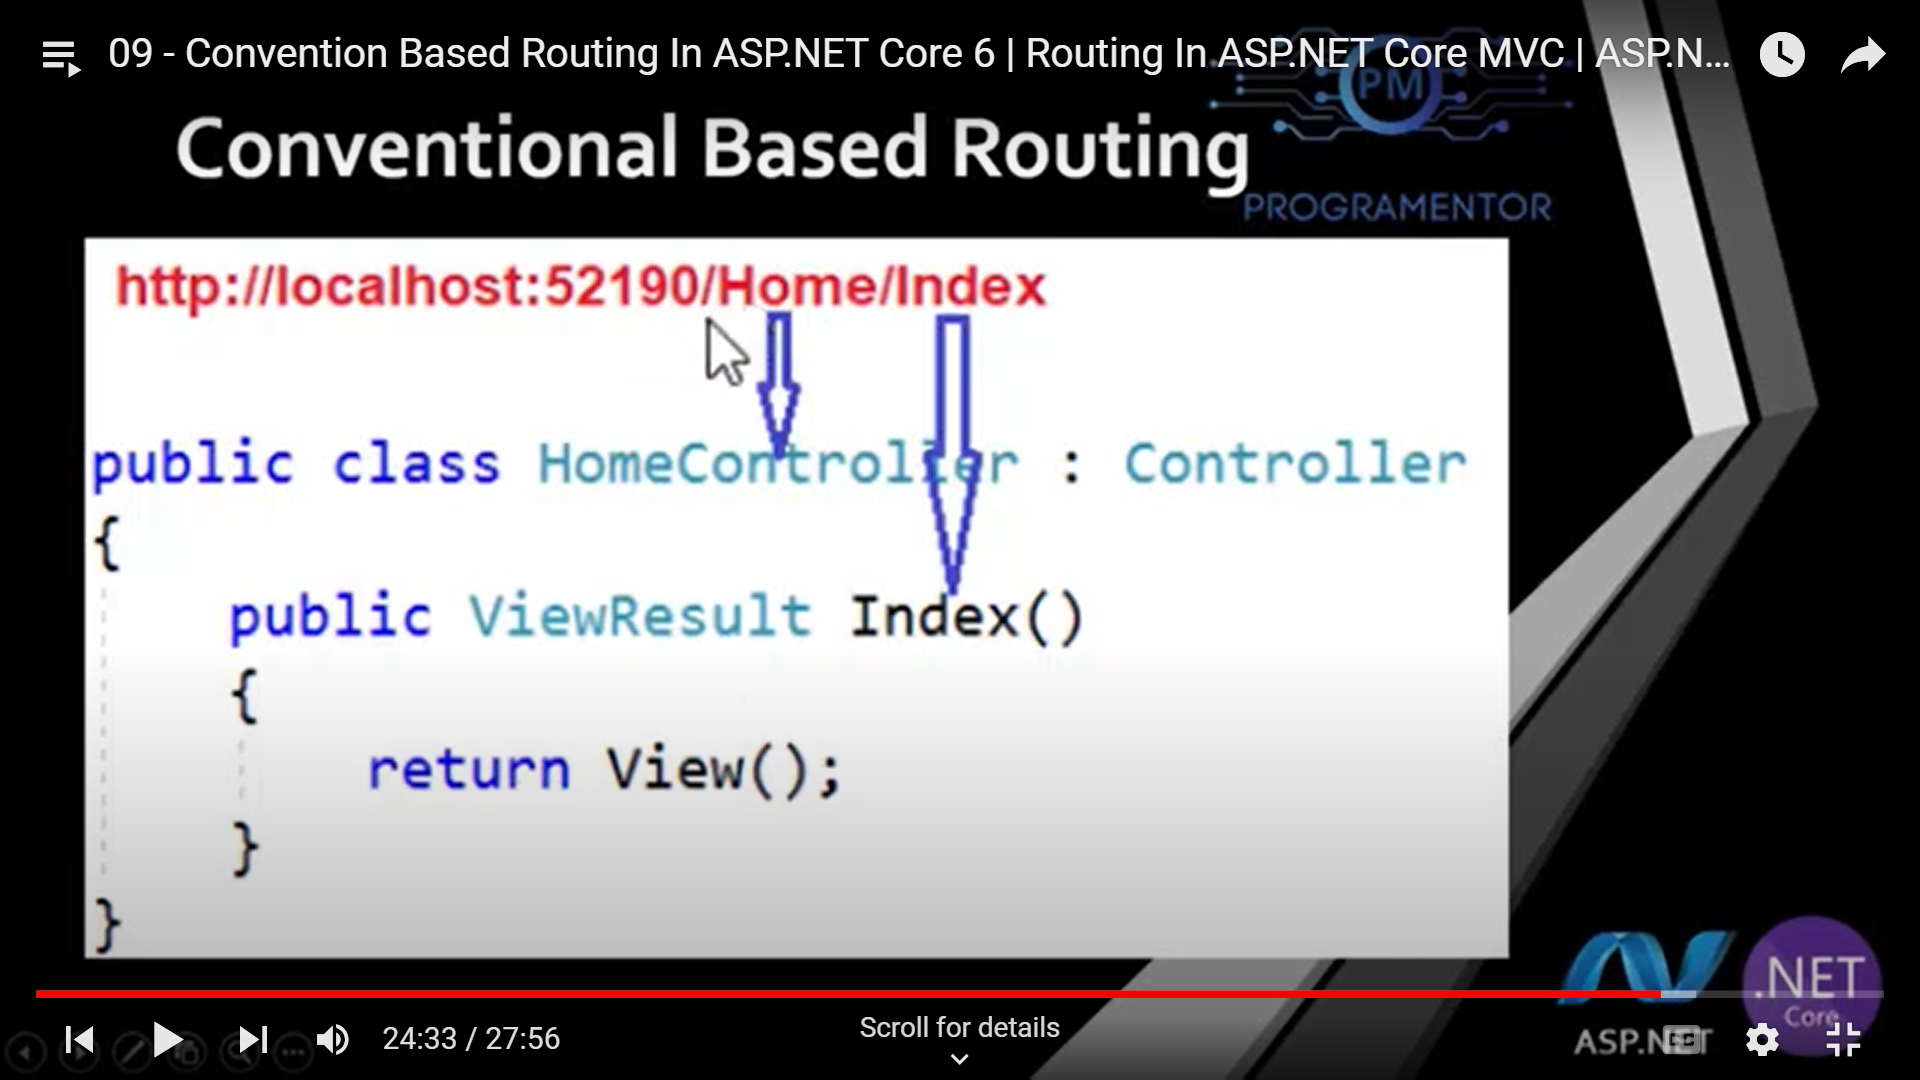 09 - Convention Based Routing In ASP.NET Core 6 | Routing In ASP.NET Core MVC | ASP.N...
PM
Conventional Based Routing
PROGRAMENTOR
http://localhost:52190/Home/Index
public class HomeController : Controller
{
public ViewResult Index()
{
return View();
}
}
.NET
Core
24:33 / 27:56
Scroll for details
ASP.NET